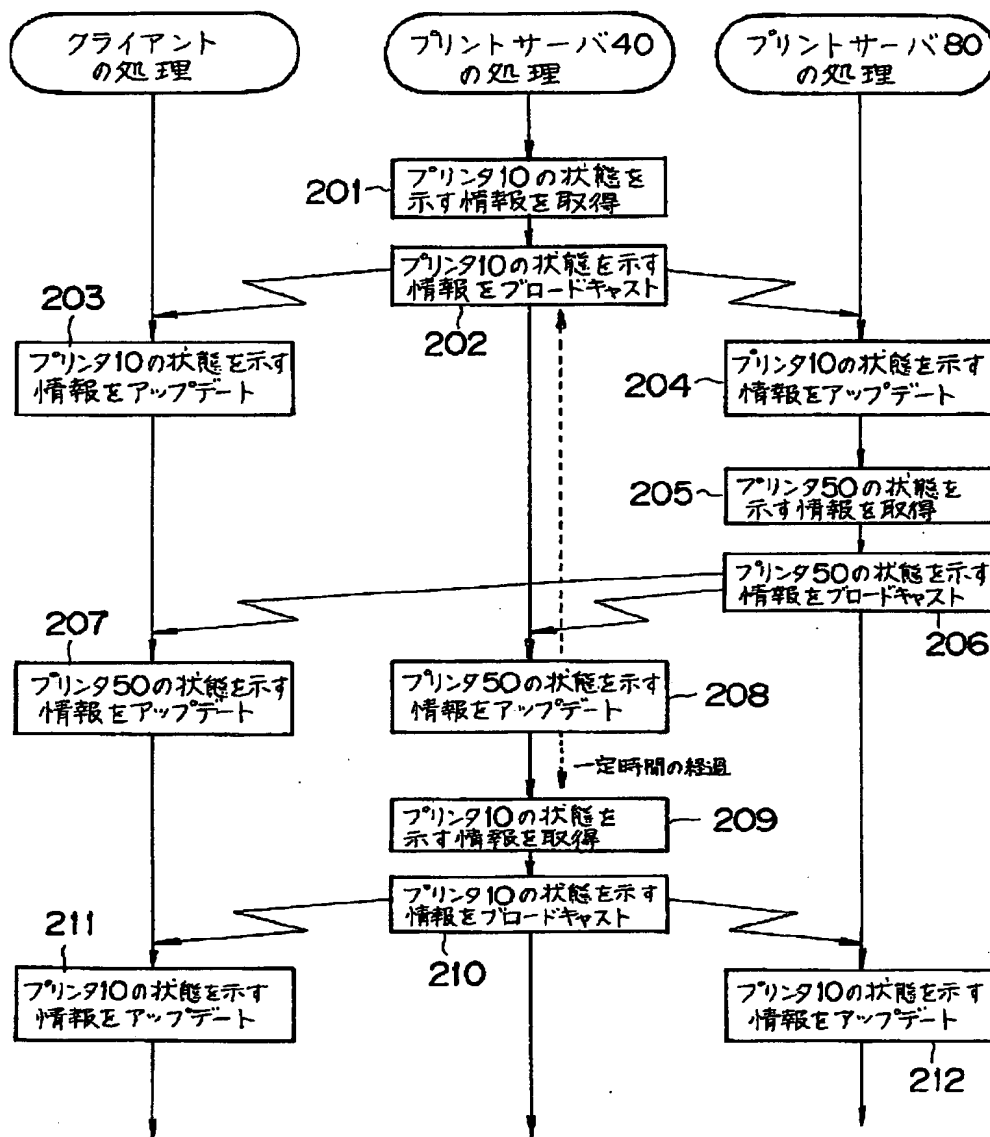 クライアント
の処理
プリントサーバ40
の処理
プリントサーバ80
の処理
201
プリンタ10の状態を
示す情報を取得
プリンタ10の状態を示す
情報をブロードキャスト
202
203
プリンタ10の状態を示す
情報をアップデート
204
プリンタ10の状態を示す
情報をアップデート
205
プリンタ50の状態を
示す情報を取得
プリンタ50の状態を示す
情報をブロードキャスト
206
207
プリンタ50の状態を示す
情報をアップデート
プリンタ50の状態を示す
情報をアップデート
208
一定時間の経過
プリンタ10の状態を
示す情報を取得
209
プリンタ10の状態を示す
情報をブロードキャスト
210
211
プリンタ10の状態を示す
情報をアップデート
プリンタ10の状態を示す
情報をアップデート
212